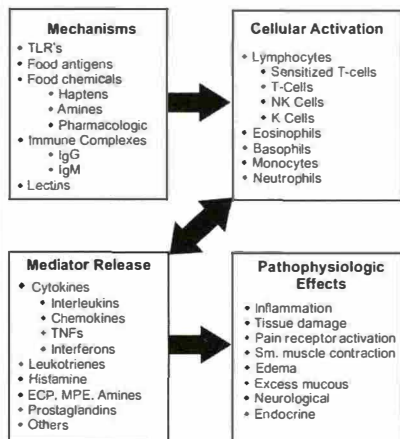 Mechanisms
• TLR's
• Food antigens
• Food chemicals
• Haptens
• Amines
• Pharmacologic
• Immune Complexes
• IgG
• IgM
• Lectins
Cellular Activation
• Lymphocytes
• Sensitized T-cells
• T-Cells
• NK Cells
• K Cells
• Eosinophils
• Basophils
• Monocytes
• Neutrophils
Mediator Release
• Cytokines
• Interleukins
• Chemokines
• TNFs
• Interferons
• Leukotrienes
• Histamine
• ECP, MPE, Amines
• Prostaglandins
• Others
Pathophysiologic
Effects
• Inflammation
• Tissue damage
• Pain receptor activation
• Sm. muscle contraction
• Edema
• Excess mucous
• Neurological
• Endocrine